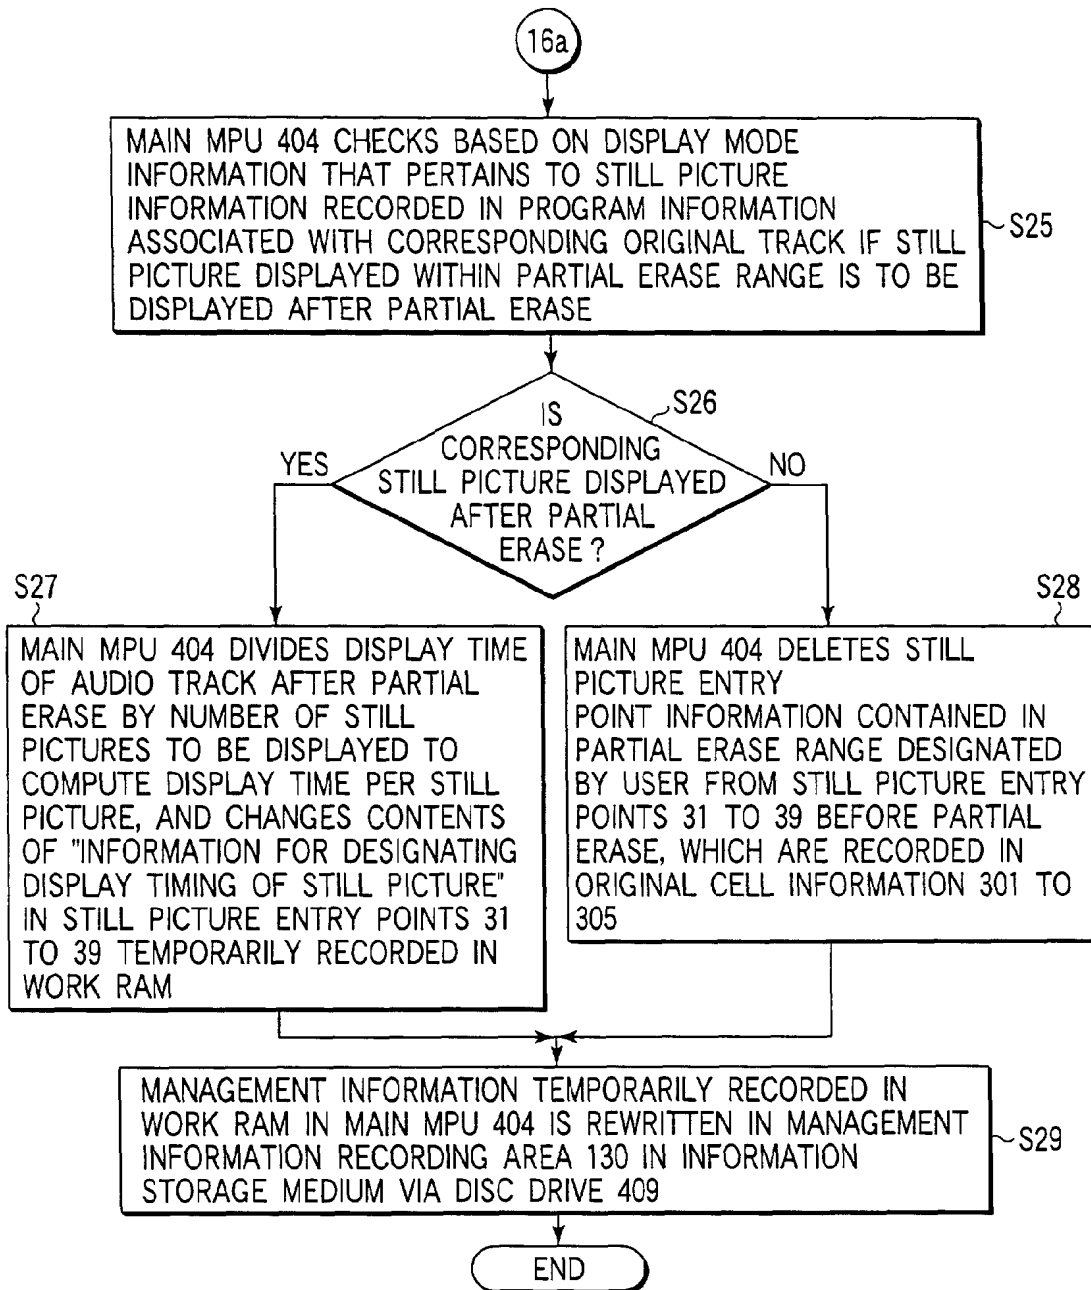 16a
MAIN MPU 404 CHECKS BASED ON DISPLAY MODE
INFORMATION THAT PERTAINS TO STILL PICTURE
INFORMATION RECORDED IN PROGRAM INFORMATION
ASSOCIATED WITH CORRESPONDING ORIGINAL TRACK IF STILL
PICTURE DISPLAYED WITHIN PARTIAL ERASE RANGE IS TO BE
DISPLAYED AFTER PARTIAL ERASE
S25
S26
IS
CORRESPONDING
STILL PICTURE DISPLAYED
AFTER PARTIAL
ERASE ?
YES
NO
S27
MAIN MPU 404 DIVIDES DISPLAY TIME
OF AUDIO TRACK AFTER PARTIAL
ERASE BY NUMBER OF STILL
PICTURES TO BE DISPLAYED TO
COMPUTE DISPLAY TIME PER STILL
PICTURE, AND CHANGES CONTENTS
OF "INFORMATION FOR DESIGNATING
DISPLAY TIMING OF STILL PICTURE"
IN STILL PICTURE ENTRY POINTS 31
TO 39 TEMPORARILY RECORDED IN
WORK RAM
S28
MAIN MPU 404 DELETES STILL
PICTURE ENTRY
POINT INFORMATION CONTAINED IN
PARTIAL ERASE RANGE DESIGNATED
BY USER FROM STILL PICTURE ENTRY
POINTS 31 TO 39 BEFORE PARTIAL
ERASE, WHICH ARE RECORDED IN
ORIGINAL CELL INFORMATION 301 TO
305
MANAGEMENT INFORMATION TEMPORARILY RECORDED IN
WORK RAM IN MAIN MPU 404 IS REWRITTEN IN MANAGEMENT
INFORMATION RECORDING AREA 130 IN INFORMATION
STORAGE MEDIUM VIA DISC DRIVE 409
S29
END